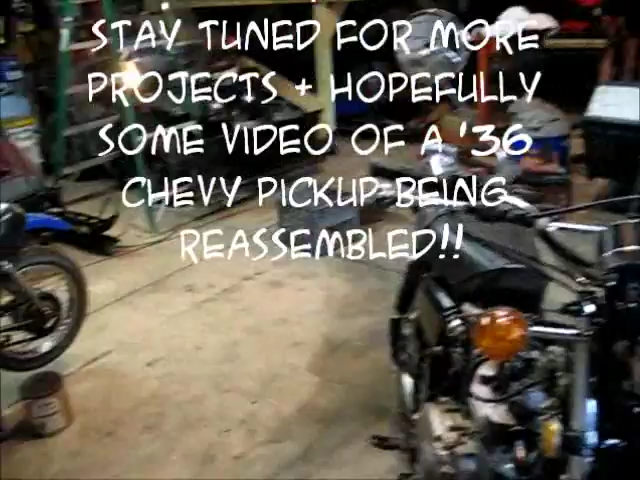 STAY TUNED FOR MORE
PROJECTS + HOPEFULLY
SOME VIDEO OF A '36
CHEVY PICKUP BEING
REASSEMBLED!!